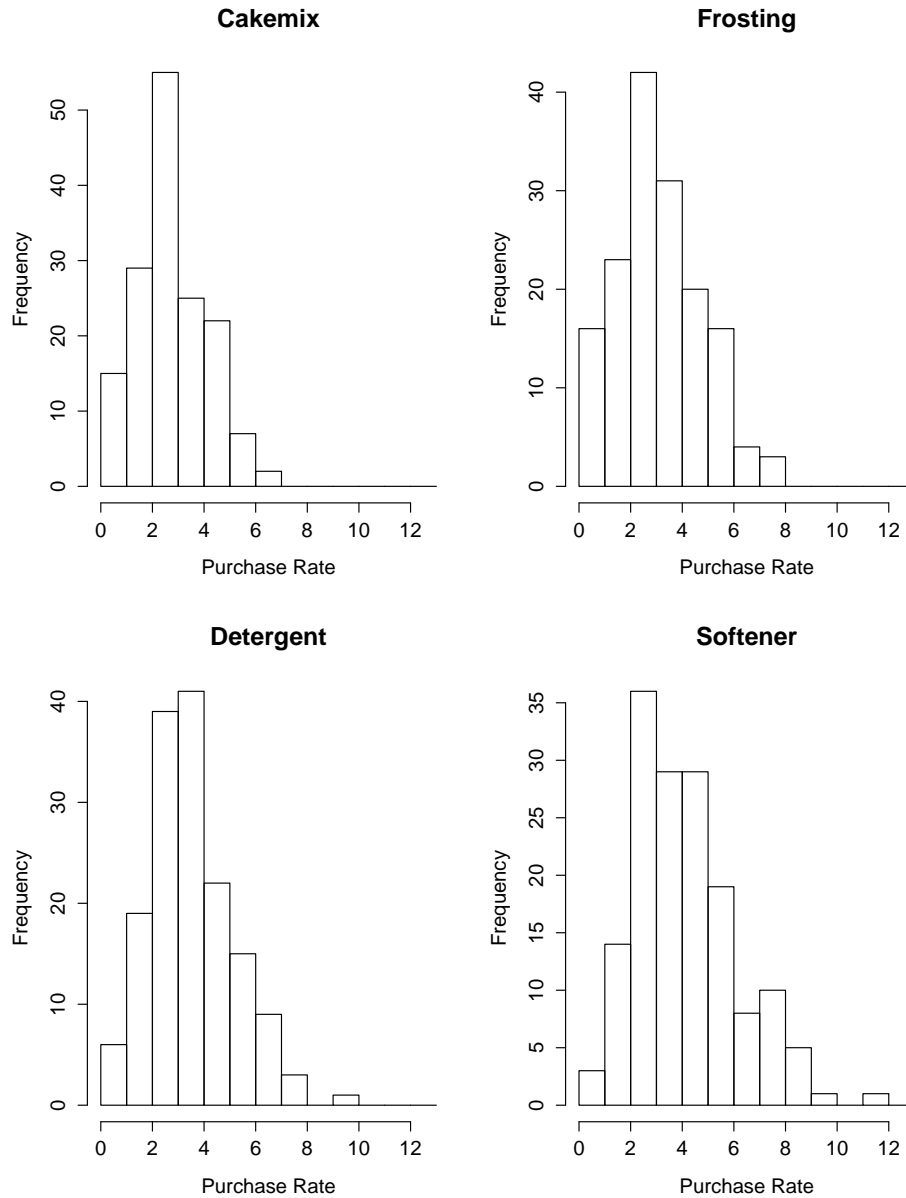 Cakemix
Frequency
0 10 20 30 40 50
0 2 4 6 8 10 12
Purchase Rate
Frosting
Frequency
0 10 20 30 40
0 2 4 6 8 10 12
Purchase Rate
Detergent
Frequency
0 10 20 30 40
0 2 4 6 8 10 12
Purchase Rate
Softener
Frequency
0 5 10 15 20 25 30 35
0 2 4 6 8 10 12
Purchase Rate